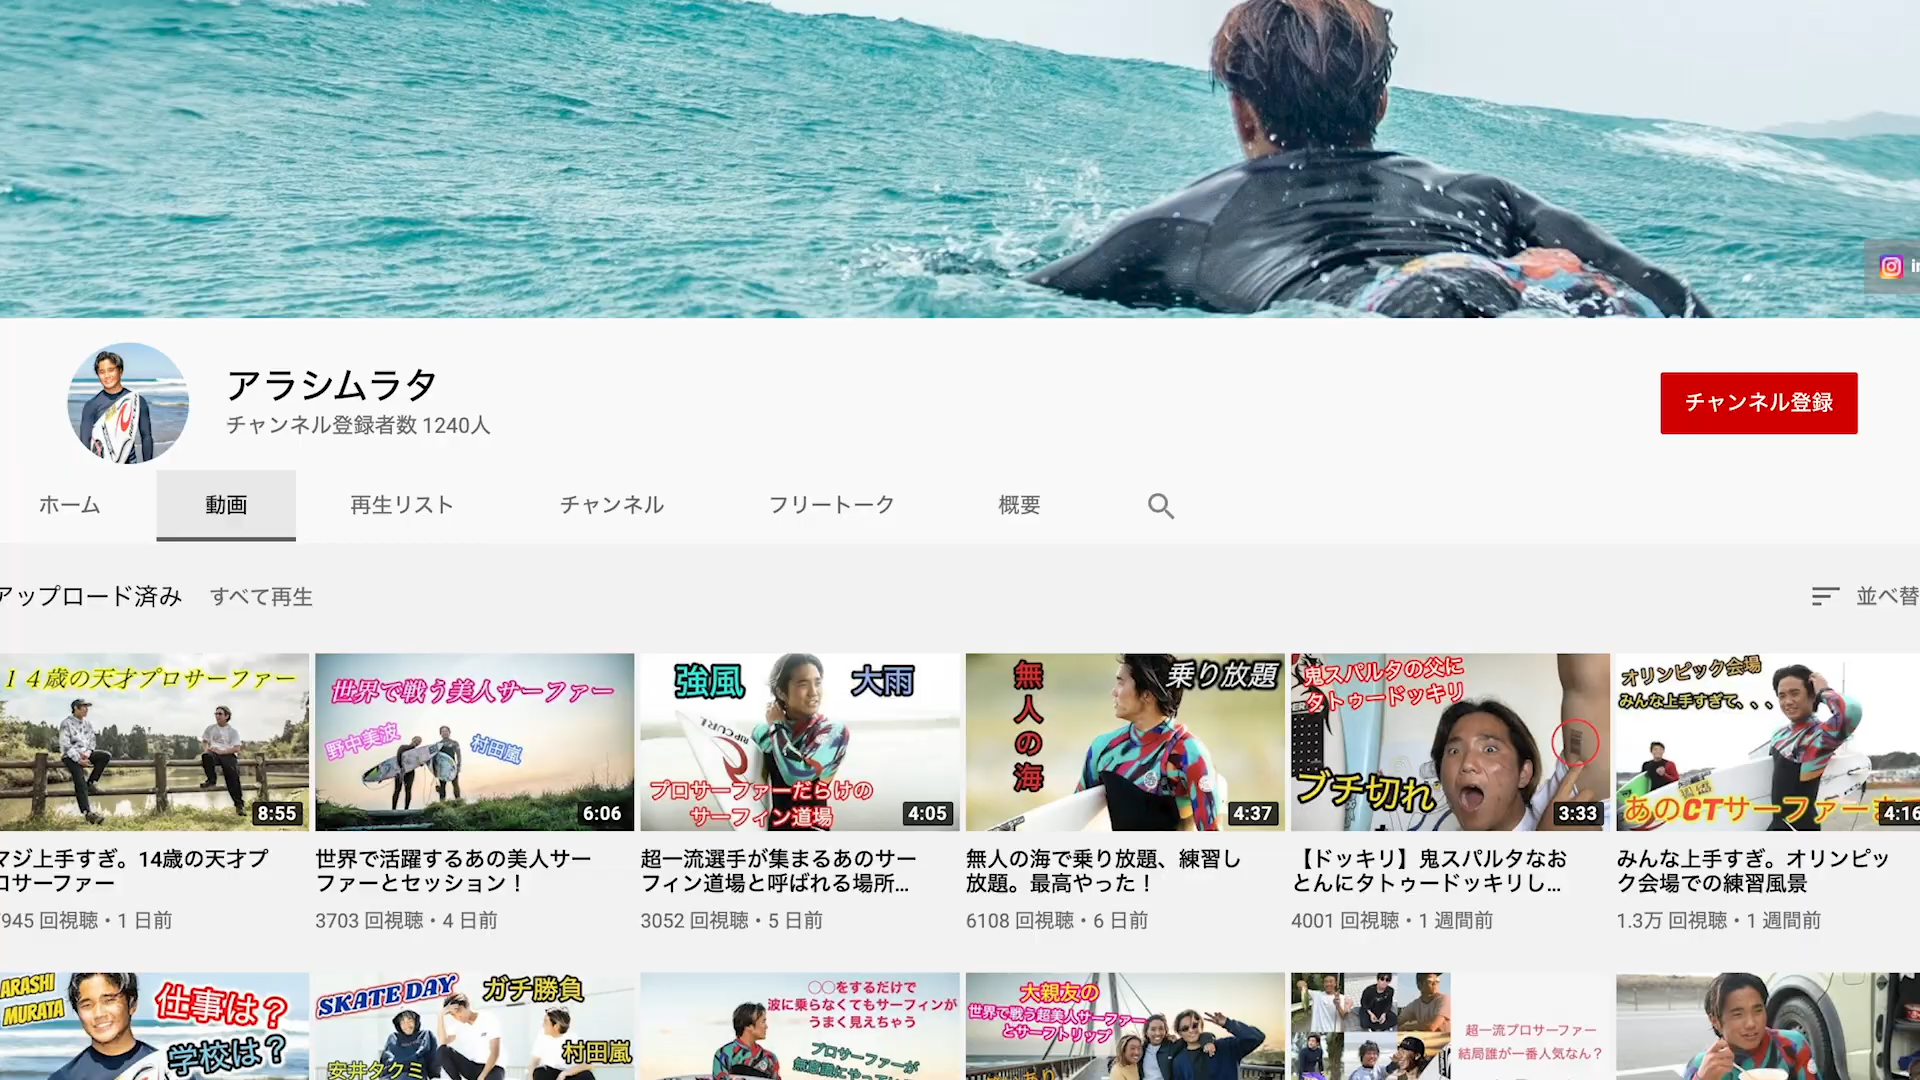 in
アラシムラタ
チャンネル登録者数 1240人
チャンネル登録
ホーム
動画
再生リスト
チャンネル
フリートーク
概要
アップロード済み
すべて再生
並べ替
14歳の天才プロサーファー
8:55
世界で戦う美人サーファー
野中美波
村田嵐
6:06
強風
大雨
RIP CURL
プロサーファーだらけの
サーフィン道場
4:05
無人の海
乗り放題
4:37
鬼スパルタの父に
タトゥードッキリ
ブチ切れ
3:33
オリンピック会場
みんな上手すぎて、、、
あのCTサーファーま
4:16
マジ上手すぎ。14歳の天才プ
ロサーファー
945 回視聴・1 日前
世界で活躍するあの美人サー
ファーとセッション！
3703 回視聴・4 日前
超一流選手が集まるあのサー
フィン道場と呼ばれる場所...
3052 回視聴・5 日前
無人の海で乗り放題、練習し
放題。最高やった！
6108 回視聴・6 日前
【ドッキリ】鬼スパルタなお
とんにタトゥードッキリし...
4001 回視聴・1 週間前
みんな上手すぎ。オリンピッ
ク会場での練習風景
1.3万 回視聴・1 週間前
ARASHI
MURATA
仕事は？
学校は？
SKATE DAY
ガチ勝負
安井タクミ
村田嵐
〇〇をするだけで
波に乗らなくてもサーフィンが
うまく見えちゃう
プロサーファーが
大親友の
世界で戦う超美人サーファー
とサーフトリップ
超一流プロサーファー
結局誰が一番人気なん？